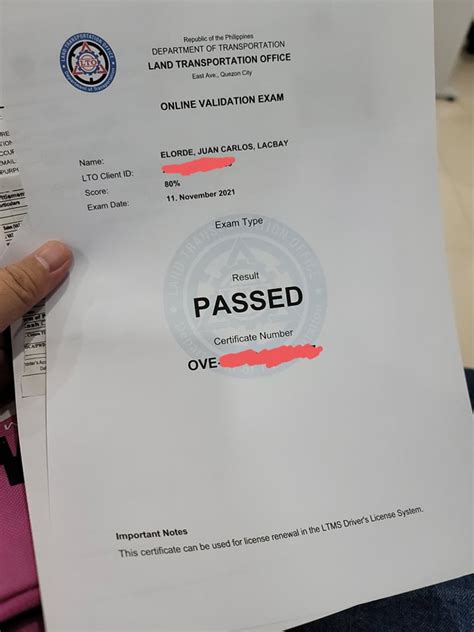 Republic of the Philippines
DEPARTMENT OF TRANSPORTATION
LAND TRANSPORTATION OFFICE
East Ave., Quezon City
LTO
ONLINE VALIDATION EXAM
Name: ELORDE, JUAN CARLOS, LACBAY
LTO Client ID:
Score: 80%
Exam Date: 11. November 2021
Exam Type
Result
PASSED
Certificate Number
OVE-
Important Notes
This certificate can be used for license renewal in the LTMS Driver's License System.